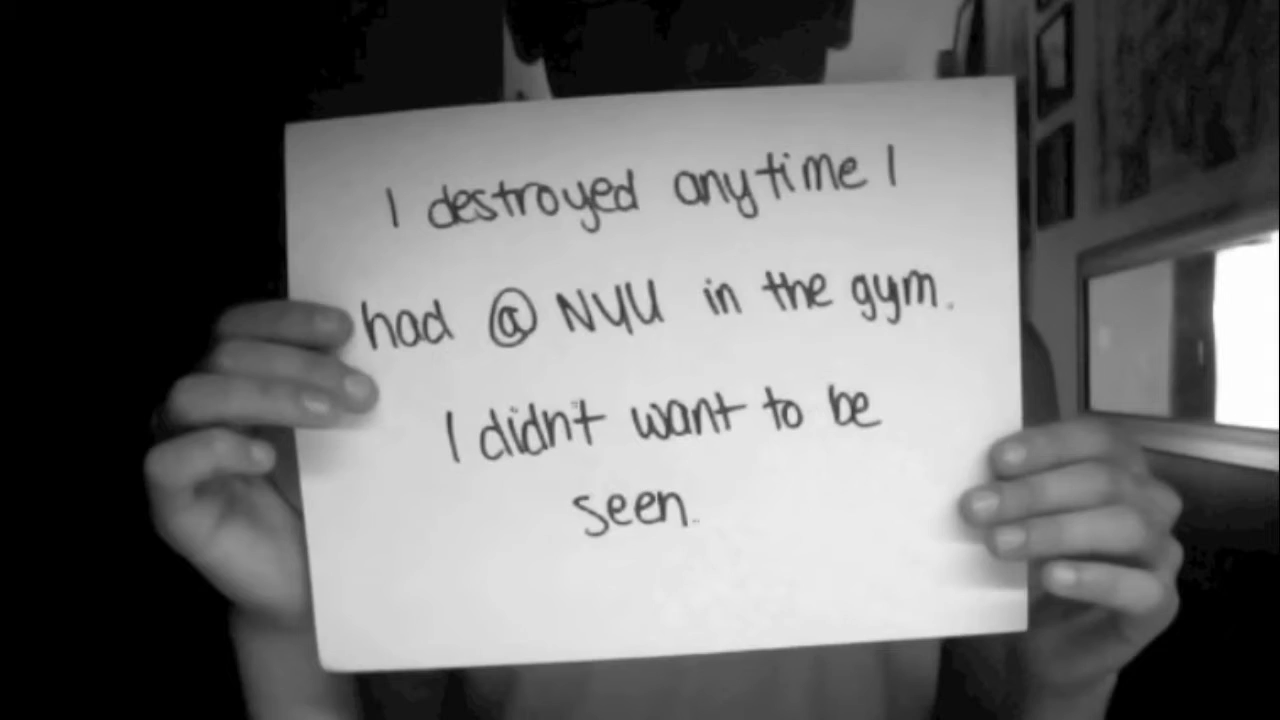 I destroyed anytime I
had @ NYU in the gym.
I didn't want to be
seen.